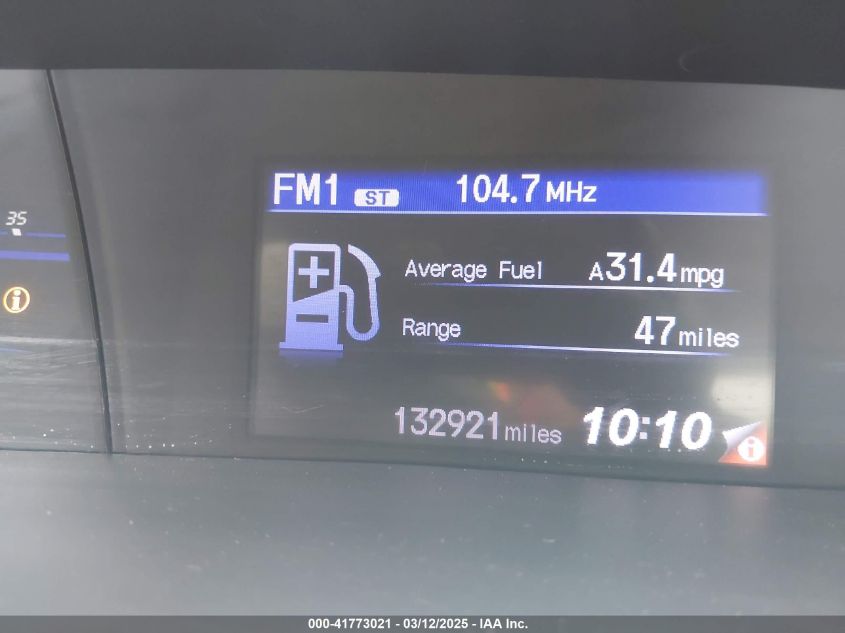 FM1 ST 104.7 MHz
35
Average Fuel A31.4 mpg
i
Range 47 miles
132921 miles 10:10 i
000-41773021 - 03/12/2025 - IAA Inc.